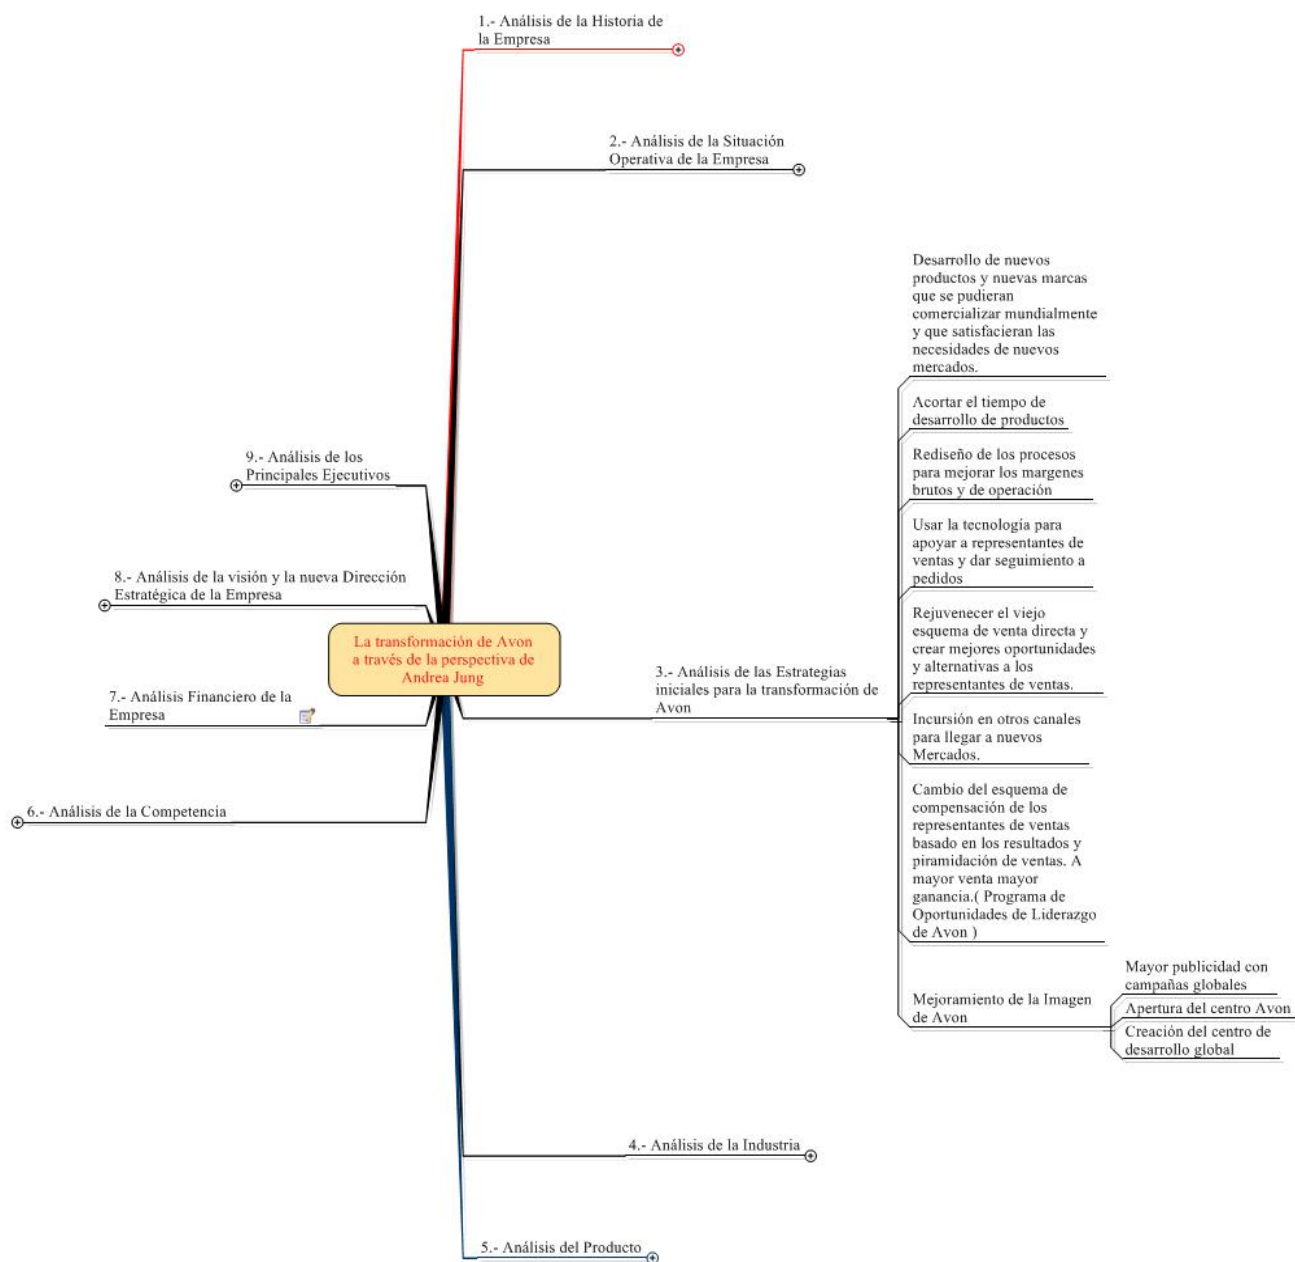 1.- Análisis de la Historia de
la Empresa
2.- Análisis de la Situación
Operativa de la Empresa
Desarrollo de nuevos
productos y nuevas marcas
que se pudieran
comercializar mundialmente
y que satisfacieran las
necesidades de nuevos
mercados.
Acortar el tiempo de
desarrollo de productos
Rediseño de los procesos
para mejorar los margenes
brutos y de operación
Usar la tecnología para
apoyar a representantes de
ventas y dar seguimiento a
pedidos
Rejuvenecer el viejo
esquema de venta directa y
crear mejores oportunidades
y alternativas a los
representantes de ventas.
3.- Análisis de las Estrategias
iniciales para la transformación de
Avon
Incursión en otros canales
para llegar a nuevos
Mercados.
Cambio del esquema de
compensación de los
representantes de ventas
basado en los resultados y
piramidación de ventas. A
mayor venta mayor
ganancia.( Programa de
Oportunidades de Liderazgo
de Avon )
Mejoramiento de la Imagen
de Avon
Mayor publicidad con
campañas globales
Apertura del centro Avon
Creación del centro de
desarrollo global
4.- Análisis de la Industria
5.- Análisis del Producto
9.- Análisis de los
Principales Ejecutivos
8.- Análisis de la visión y la nueva Dirección
Estratégica de la Empresa
La transformación de Avon
a través de la perspectiva de
Andrea Jung
7.- Análisis Financiero de la
Empresa
6.- Análisis de la Competencia